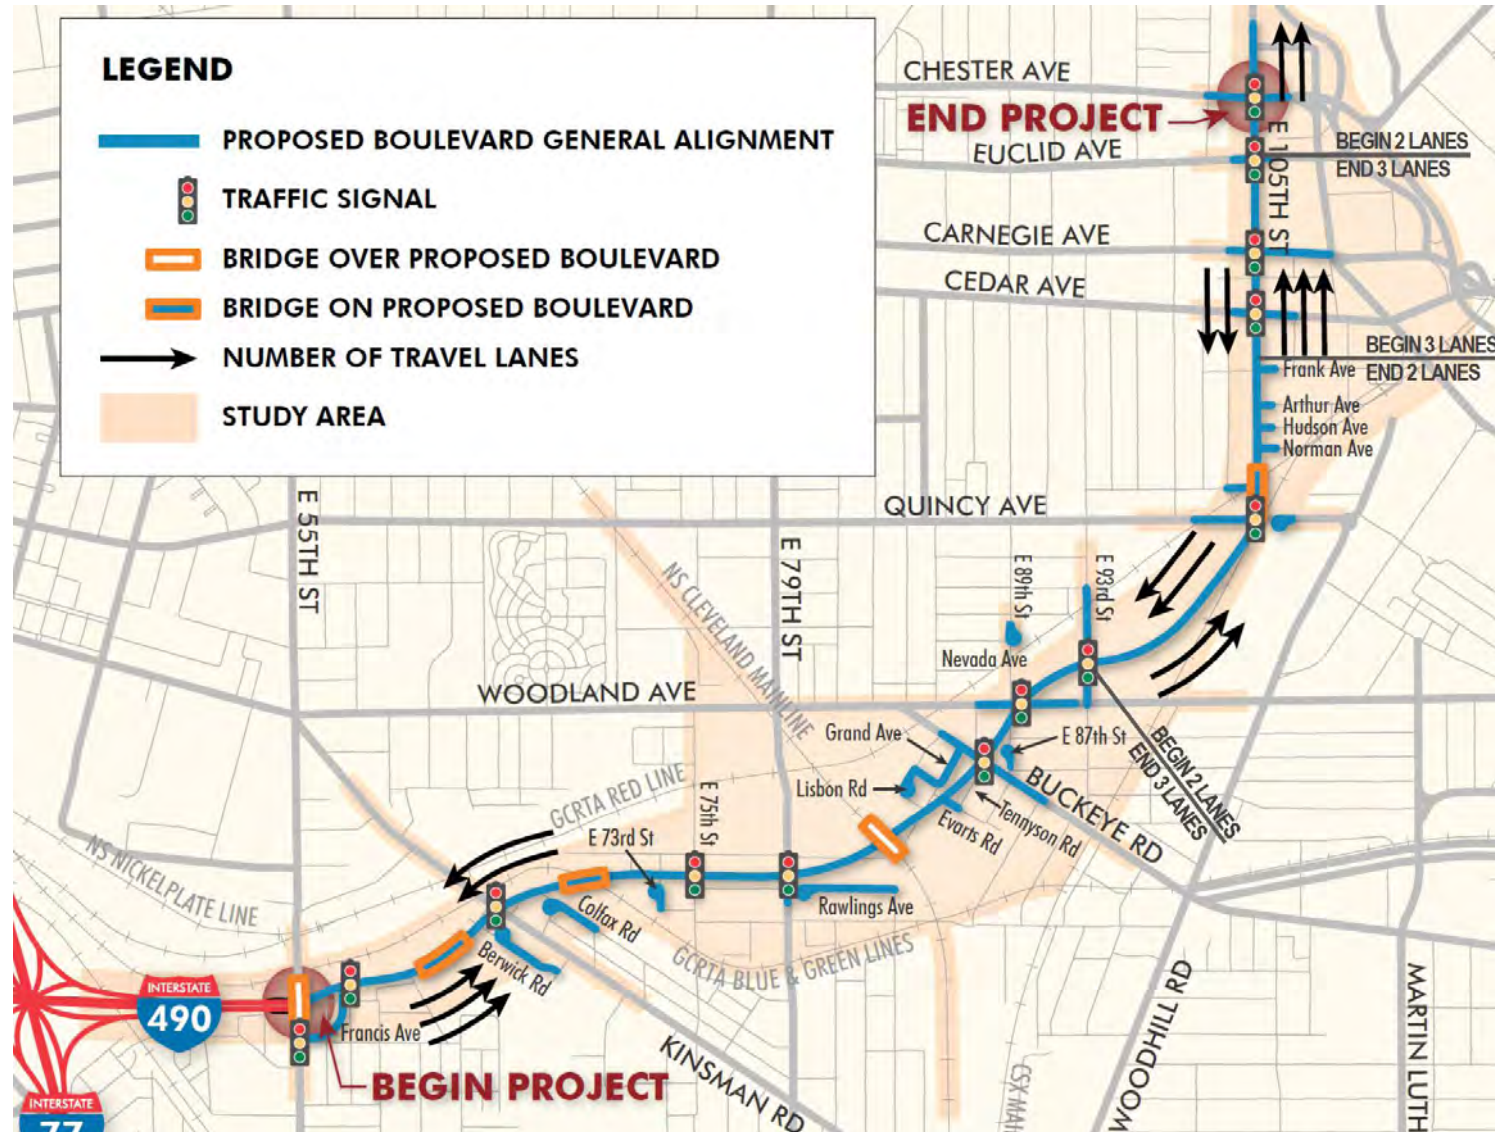 LEGEND
PROPOSED BOULEVARD GENERAL ALIGNMENT
TRAFFIC SIGNAL
BRIDGE OVER PROPOSED BOULEVARD
BRIDGE ON PROPOSED BOULEVARD
NUMBER OF TRAVEL LANES
STUDY AREA
CHESTER AVE
END PROJECT
EUCLID AVE
E 105TH ST
BEGIN 2 LANES
END 3 LANES
CARNEGIE AVE
CEDAR AVE
BEGIN 3 LANES
END 2 LANES
Frank Ave
Arthur Ave
Hudson Ave
Norman Ave
QUINCY AVE
E 55TH ST
E 79TH ST
NS CLEVELAND MAINLINE
E 89th St
E 93rd St
Nevada Ave
WOODLAND AVE
Grand Ave
E 87th St
Lisbon Rd
BEGIN 2 LANES
END 3 LANES
BUCKEYE RD
Tennyson Rd
Evarts Rd
GCRTA RED LINE
E 75th St
E 73rd St
NS NICKELPLATE LINE
Colfax Rd
Rawlings Ave
GCRTA BLUE & GREEN LINES
Berwick Rd
INTERSTATE
490
Francis Ave
BEGIN PROJECT
KINSMAN RD
CSX MAI
WOODHILL RD
MARTIN LUTH
INTERSTATE
77